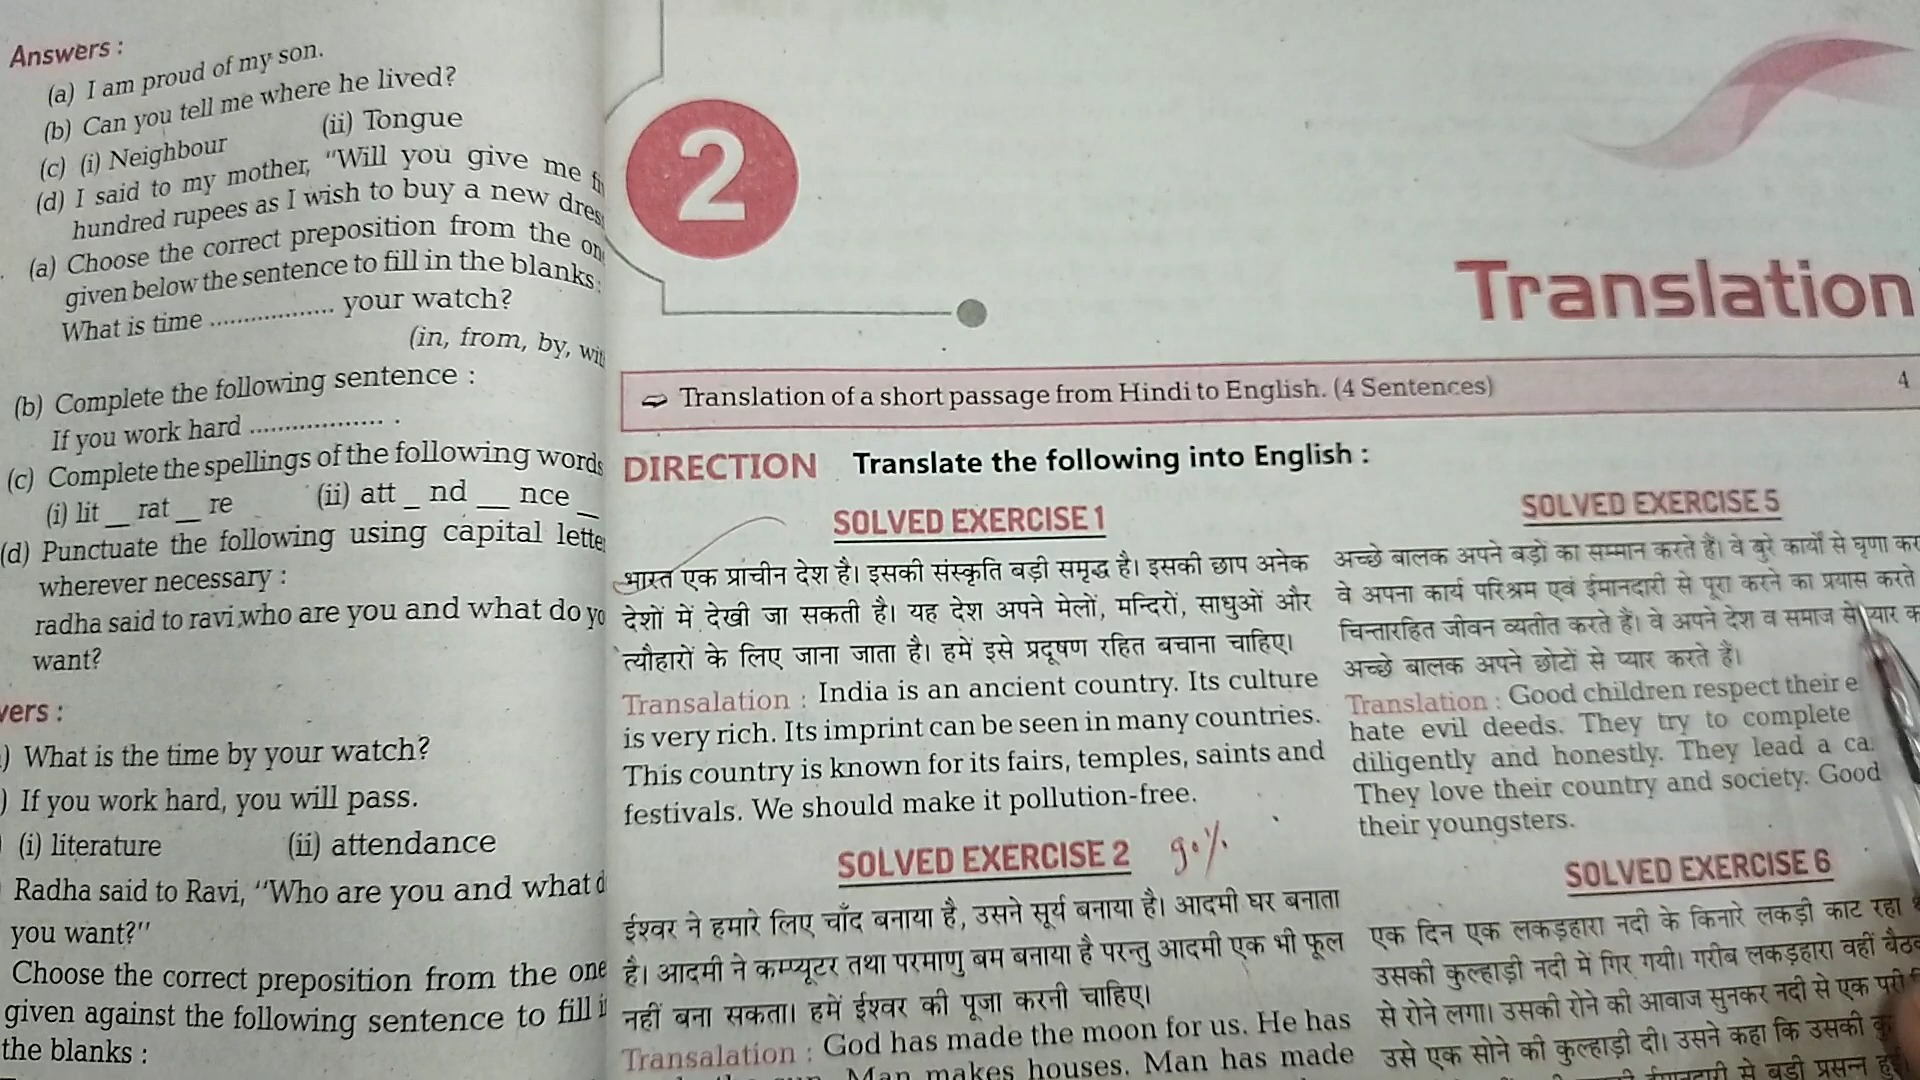 Answers :
(a) I am proud of my son.
(b) Can you tell me where he lived?
(c) (i) Neighbour (ii) Tongue
(d) I said to my mother, "Will you give me
hundred rupees as I wish to buy a new
(a) Choose the correct preposition from the
given below the sentence to fill in the blanks:
What is time .................. your watch?
(in, from, by,
(b) Complete the following sentence :
If you work hard .................. .
(c) Complete the spellings of the following words
(i) lit __ rat __ re (ii) att _ nd __ nce __
(d) Punctuate the following using capital
wherever necessary :
radha said to ravi,who are you and what do
want?
What is the time by your watch?
If you work hard, you will pass.
(i) literature (ii) attendance
Radha said to Ravi, "Who are you and what
you want?"
Choose the correct preposition from the one
given against the following sentence to fill
the blanks :
2
Translation
⇨ Translation of a short passage from Hindi to English. (4 Sentences) 4
DIRECTION Translate the following into English :
SOLVED EXERCISE 1
भारत एक प्राचीन देश है। इसकी संस्कृति बड़ी समृद्ध है। इसकी छाप अनेक
देशों में देखी जा सकती है। यह देश अपने मेलों, मन्दिरों, साधुओं और
त्यौहारों के लिए जाना जाता है। हमें इसे प्रदूषण रहित बचाना चाहिए।
Transalation : India is an ancient country. Its culture
is very rich. Its imprint can be seen in many countries.
This country is known for its fairs, temples, saints and
festivals. We should make it pollution-free.
SOLVED EXERCISE 2 90%
ईश्वर ने हमारे लिए चाँद बनाया है, उसने सूर्य बनाया है। आदमी घर बनाता
है। आदमी ने कम्प्यूटर तथा परमाणु बम बनाया है परन्तु आदमी एक भी फूल
नहीं बना सकता। हमें ईश्वर की पूजा करनी चाहिए।
Transalation : God has made the moon for us. He has
Man makes houses. Man has made
SOLVED EXERCISE 5
अच्छे बालक अपने बड़ों का सम्मान करते हैं। वे बुरे कार्यों से घृणा
वे अपना कार्य परिश्रम एवं ईमानदारी से पूरा करने का प्रयास करते
चिन्तारहित जीवन व्यतीत करते हैं। वे अपने देश व समाज से
अच्छे बालक अपने छोटों से प्यार करते हैं।
Translation : Good children respect their
hate evil deeds. They try to complete
diligently and honestly. They lead a
They love their country and society. Good
their youngsters.
SOLVED EXERCISE 6
एक दिन एक लकड़हारा नदी के किनारे लकड़ी काट रहा
उसकी कुल्हाड़ी नदी में गिर गयी। गरीब लकड़हारा वहीं
से रोने लगा। उसकी रोने की आवाज सुनकर नदी से एक परी
उसे एक सोने की कुल्हाड़ी दी। उसने कहा कि उसकी
से बड़ी प्रसन्न